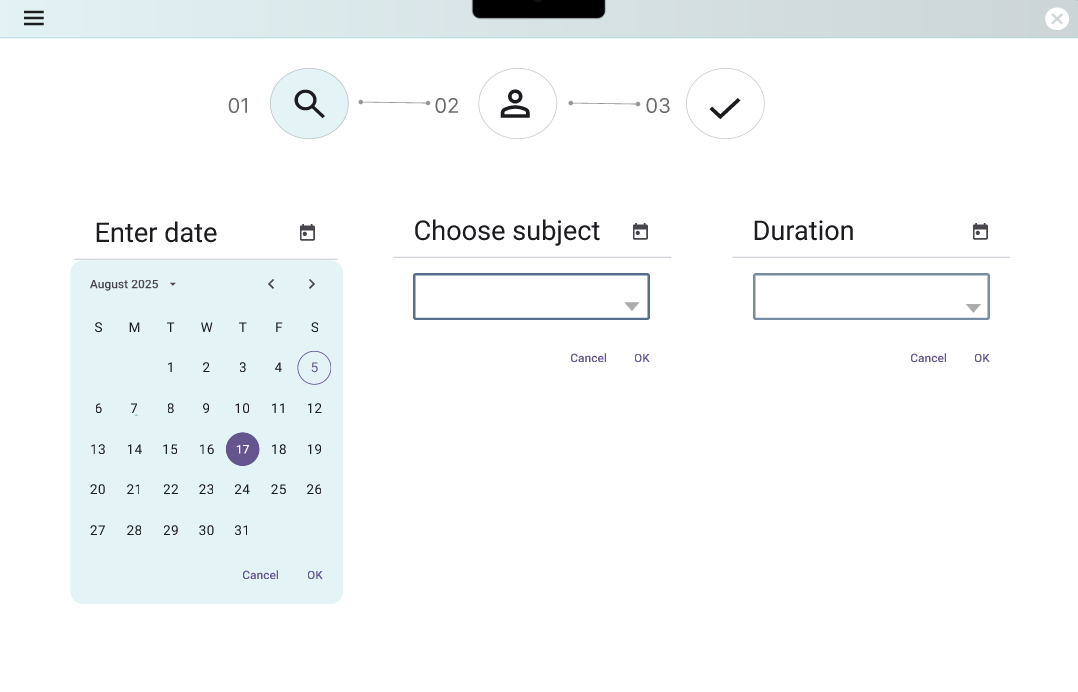 01 02 03
Enter date Choose subject Duration
August 2025
S M T W T F S
1 2 3 4 5
6 7 8 9 10 11 12
13 14 15 16 17 18 19
20 21 22 23 24 25 26
27 28 29 30 31
Cancel OK
Cancel OK
Cancel OK